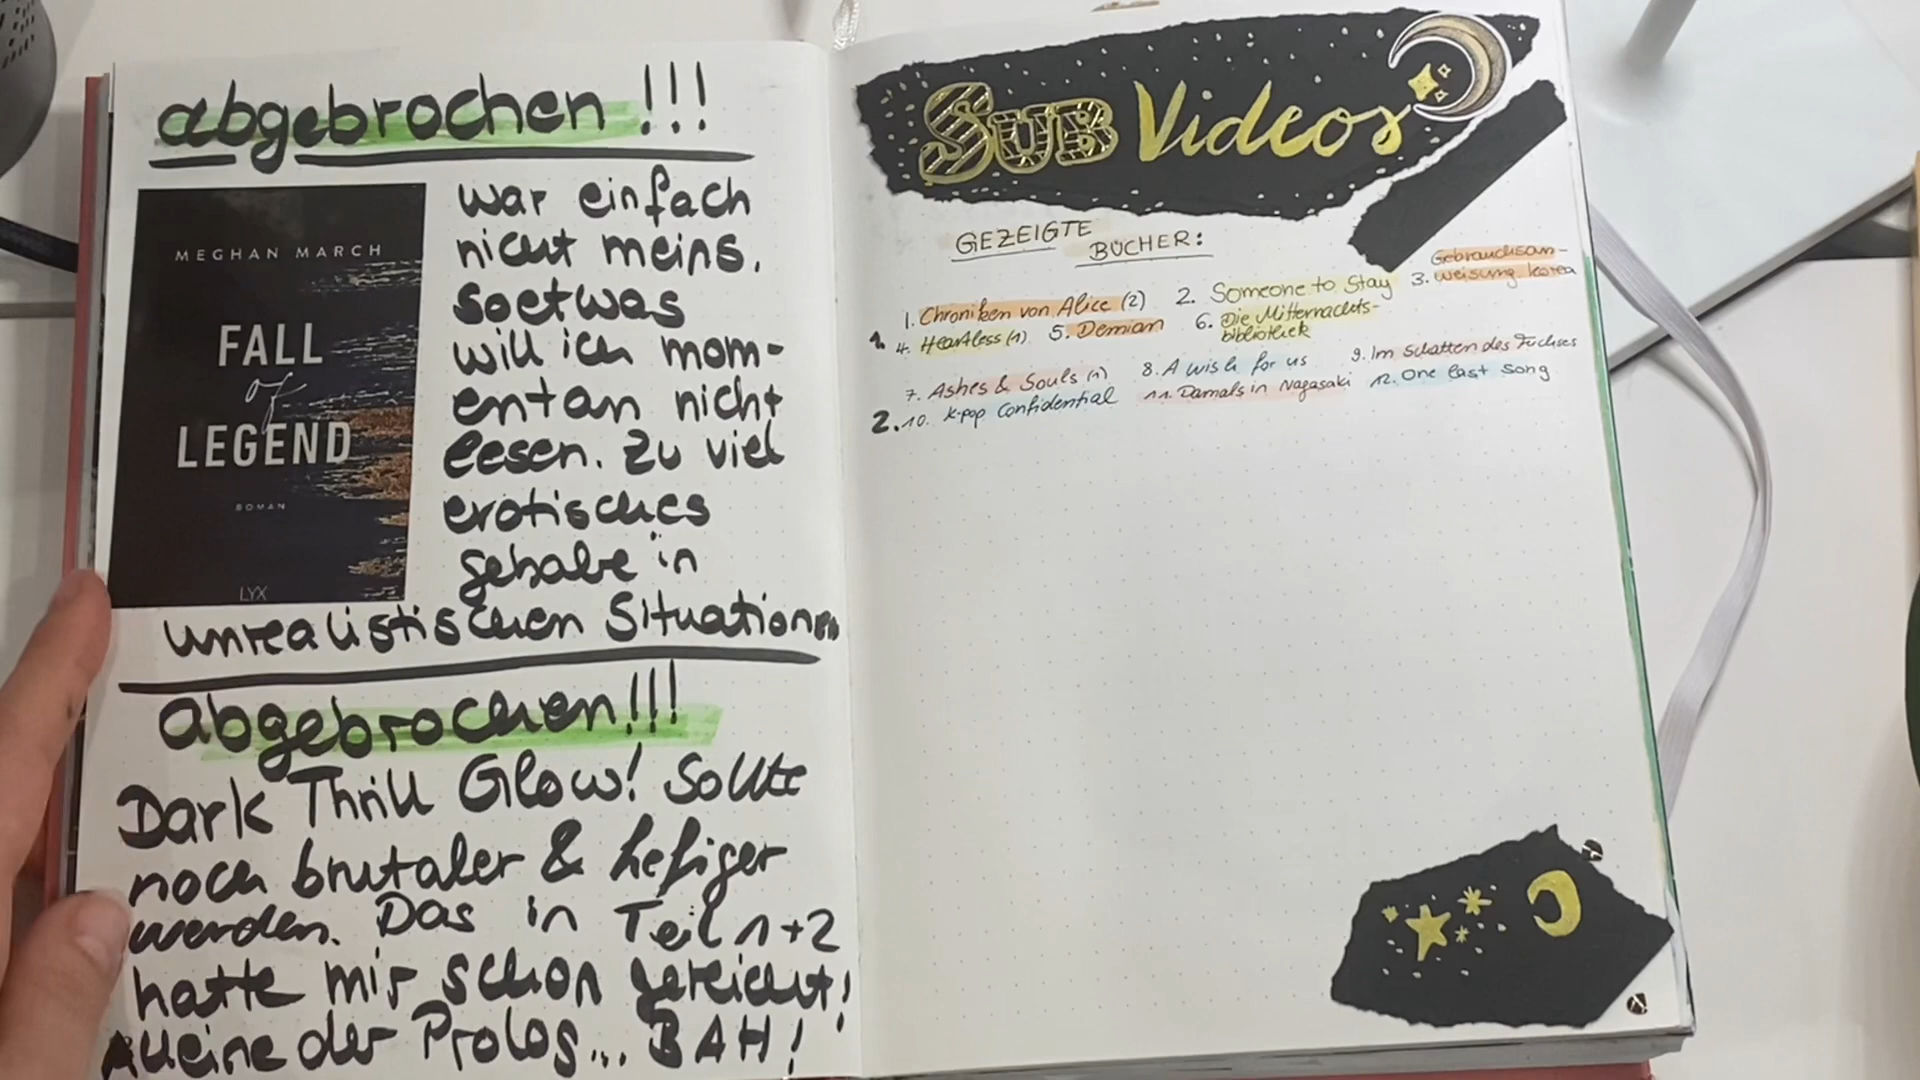 abgebrochen!!!
MEGHAN MARCH
FALL
of
LEGEND
ROMAN
LYX
war einfach
nicht meins.
soetwas
will ich mom-
entan nicht
lesen. Zu viel
erotisches
gehabe in
unrealistischen Situationen
abgebrochen!!!
Dark Thrill Glow! Sollte
noch brutaler & hefiger
werden. Das in Teil 1+2
hatte mir schon gereicht!
Alleine der Prolog... BAH!
SUB Videos
GEZEIGTE
BÜCHER:
1. Chroniken von Alice (2) 2. Someone to Stay 3. Gebrauchsan-
weisung Korea
1. 4. Heartless (1) 5. Demian 6. Die Mitternachts-
bibliothek
7. Ashes & Souls (1) 8. A wish for us 9. Im Schatten des Fuchses
2. 10. K-pop Confidential 11. Damals in Nagasaki 12. One last song